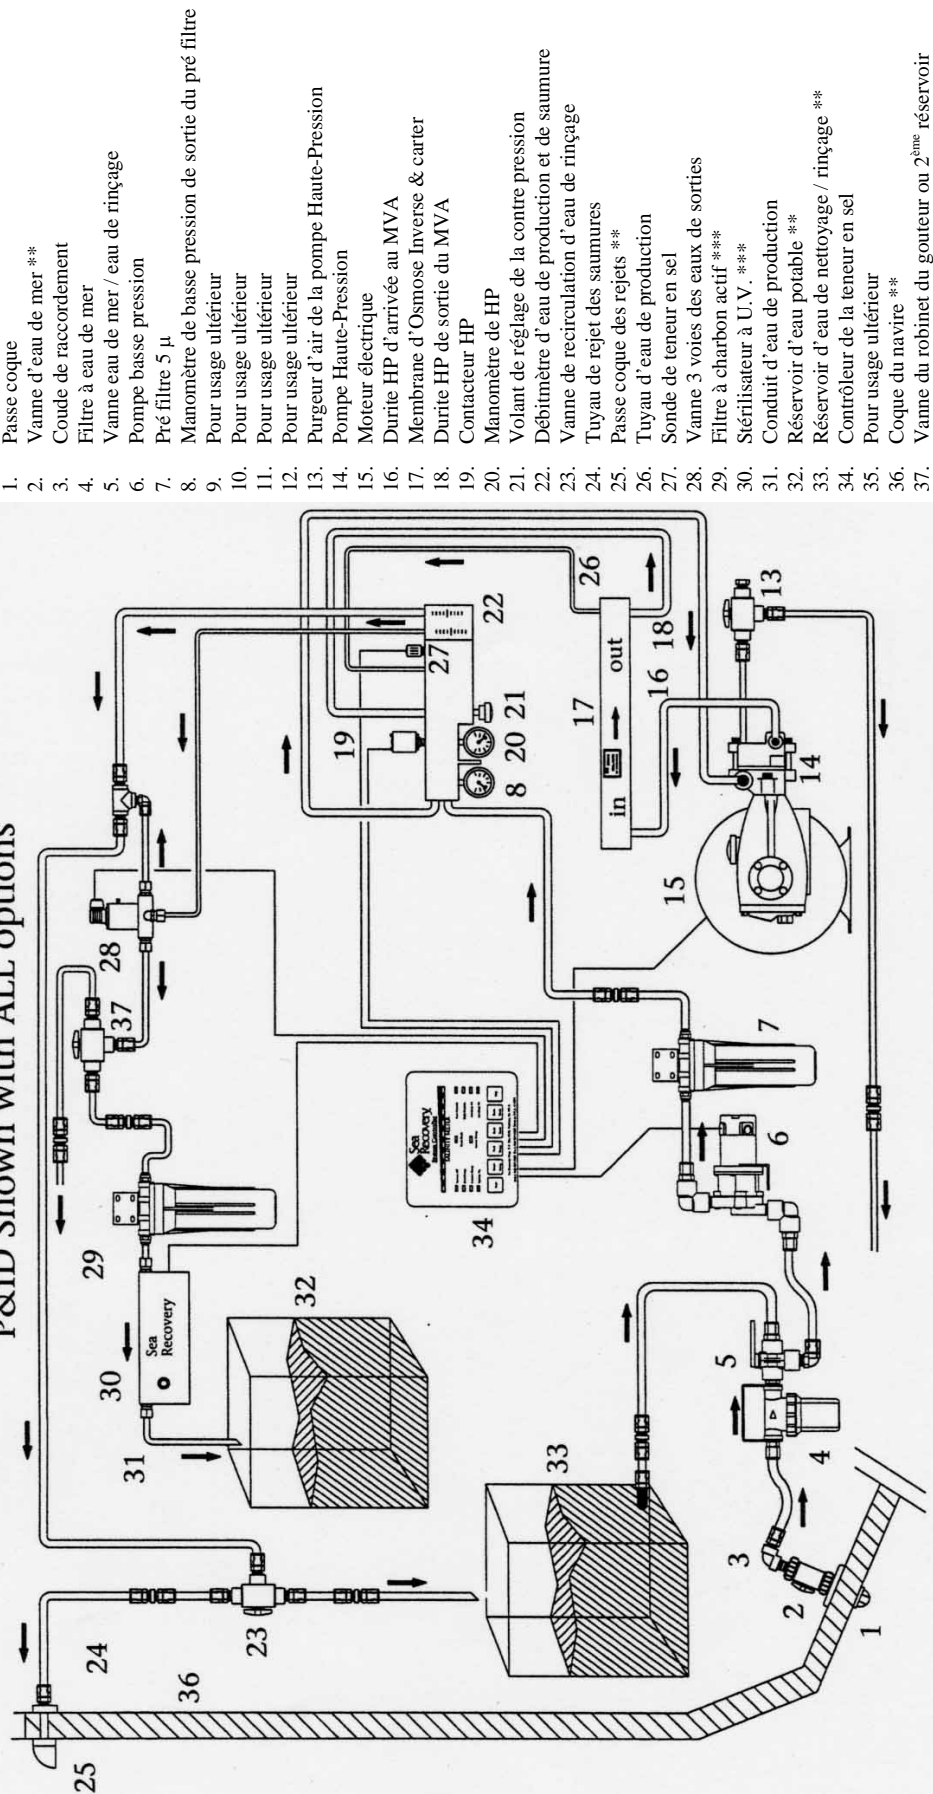 P&ID Shown with ALL options
1. Passe coque
2. Vanne d'eau de mer **
3. Coude de raccordement
4. Filtre à eau de mer
5. Vanne eau de mer / eau de rinçage
6. Pompe basse pression
7. Pré filtre 5 µ
8. Manomètre de basse pression de sortie du pré filtre
9. Pour usage ultérieur
10. Pour usage ultérieur
11. Pour usage ultérieur
12. Pour usage ultérieur
13. Purgeur d'air de la pompe Haute-Pression
14. Pompe Haute-Pression
15. Moteur électrique
16. Durite HP d'arrivée au MVA
17. Membrane d'Osmose Inverse & carter
18. Durite HP de sortie du MVA
19. Contacteur HP
20. Manomètre de HP
21. Volant de réglage de la contre pression
22. Débitmètre d'eau de production et de saumure
23. Vanne de recirculation d'eau de rinçage
24. Tuyau de rejet des saumures
25. Passe coque des rejets **
26. Tuyau d'eau de production
27. Sonde de teneur en sel
28. Vanne 3 voies des eaux de sorties
29. Filtre à charbon actif ***
30. Stérilisateur à U.V. ***
31. Conduit d'eau de production
32. Réservoir d'eau potable **
33. Réservoir d'eau de nettoyage / rinçage **
34. Contrôleur de la teneur en sel
35. Pour usage ultérieur
36. Coque du navire **
37. Vanne du robinet du gouteur ou 2ème réservoir
25
24
36
23
31
30
29
37
28
Sea
Recovery
32
33
34
Sea
Recovery
19
27
22
8
20
21
26
17
in
out
18
16
15
14
13
7
6
5
4
3
2
1